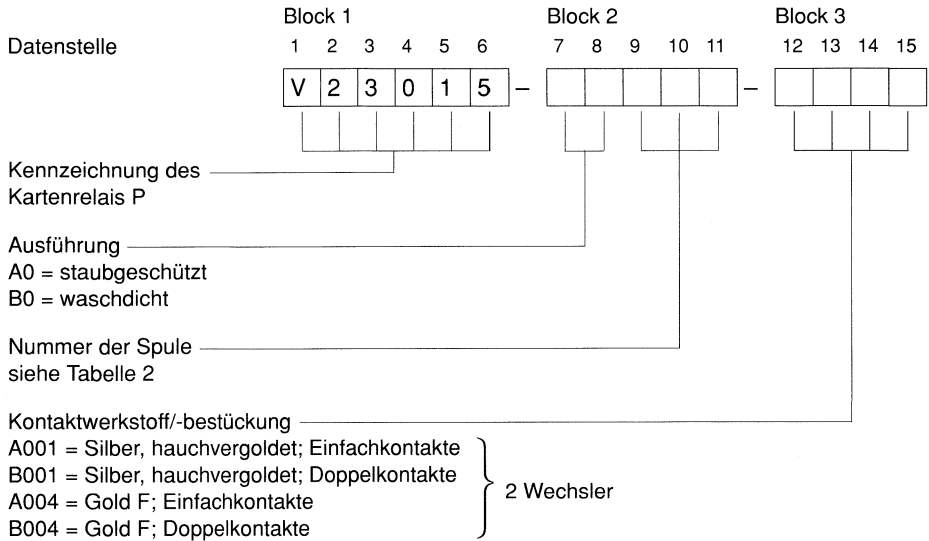 Block 1 Block 2 Block 3
Datenstelle 1 2 3 4 5 6 7 8 9 10 11 12 13 14 15
V 2 3 0 1 5 – –
Kennzeichnung des
Kartenrelais P
Ausführung
A0 = staubgeschützt
B0 = waschdicht
Nummer der Spule
siehe Tabelle 2
Kontaktwerkstoff/-bestückung
A001 = Silber, hauchvergoldet; Einfachkontakte
B001 = Silber, hauchvergoldet; Doppelkontakte
2 Wechsler
A004 = Gold F; Einfachkontakte
B004 = Gold F; Doppelkontakte